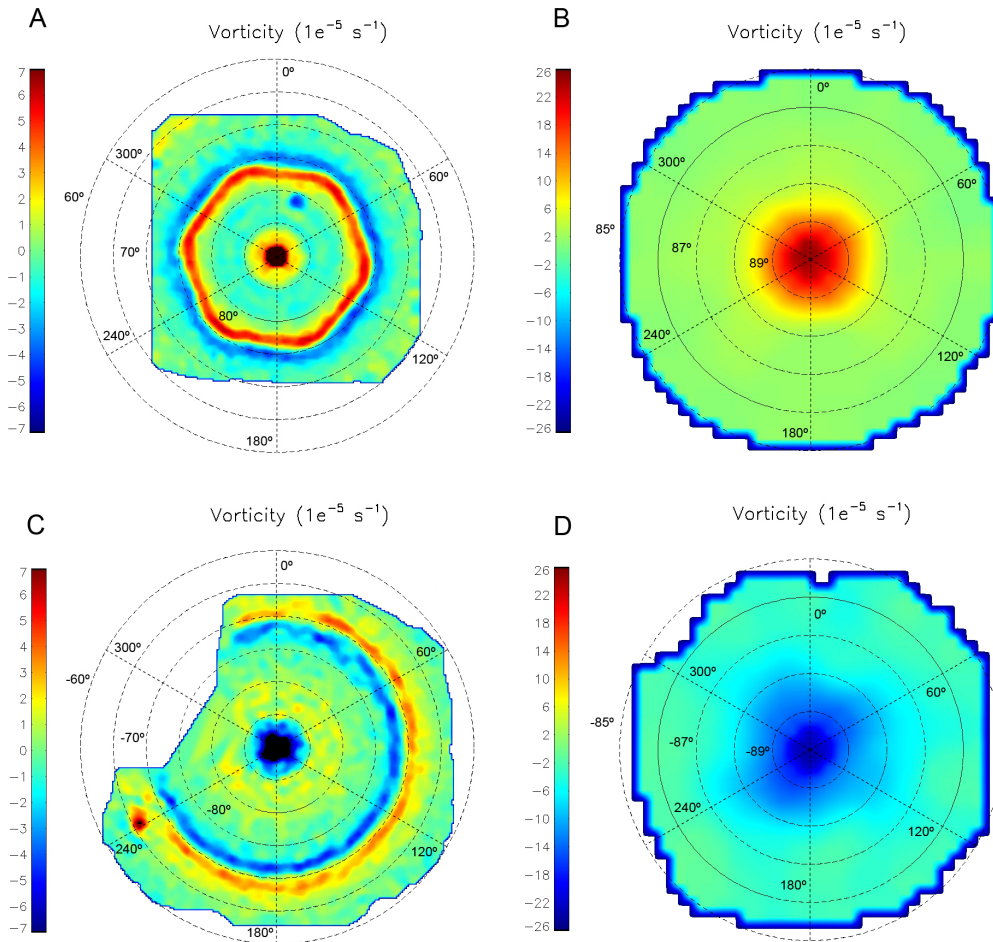 A
Vorticity (1e⁻⁵ s⁻¹)
7
6
5
4
3
2
1
0
−1
−2
−3
−4
−5
−6
−7
0º
300º
60º
60º
70º
80º
240º
120º
180º
B
Vorticity (1e⁻⁵ s⁻¹)
26
22
18
14
10
6
2
−2
−6
−10
−14
−18
−22
−26
0º
300º
60º
85º
87º
89º
240º
120º
180º
C
Vorticity (1e⁻⁵ s⁻¹)
7
6
5
4
3
2
1
0
−1
−2
−3
−4
−5
−6
−7
0º
300º
60º
-60º
-70º
-80º
240º
120º
180º
D
Vorticity (1e⁻⁵ s⁻¹)
26
22
18
14
10
6
2
−2
−6
−10
−14
−18
−22
−26
0º
300º
60º
-85º
-87º
-89º
240º
120º
180º